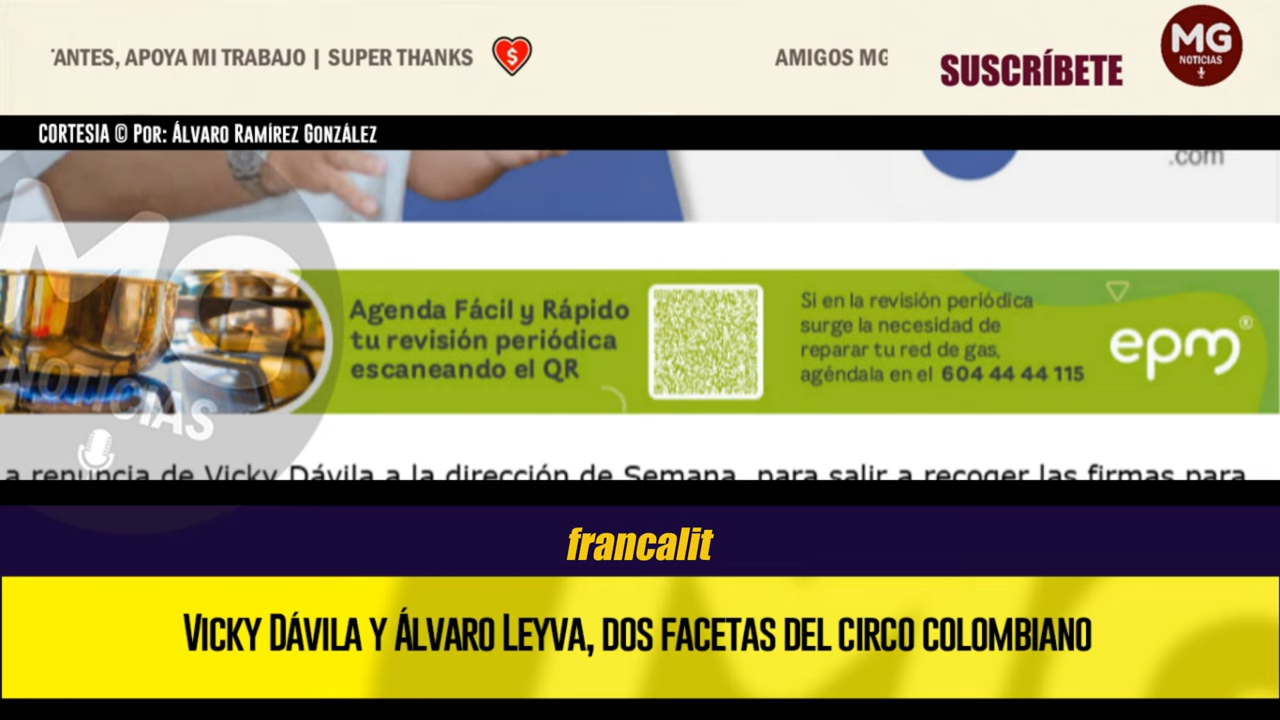 'ANTES, APOYA MI TRABAJO | SUPER THANKS
AMIGOS MG
SUSCRÍBETE
MG
NOTICIAS
CORTESIA © Por: Álvaro Ramírez González
.com
Agenda Fácil y Rápido
tu revisión periódica
escaneando el QR
Si en la revisión periódica
surge la necesidad de
reparar tu red de gas,
agéndala en el 604 44 44 115
epm®
MG
NOTICIAS
a renuncia de Vicky Dávila a la dirección de Semana, para salir a recoger las firmas para
francalit
Vicky Dávila y Álvaro Leyva, dos facetas del circo colombiano